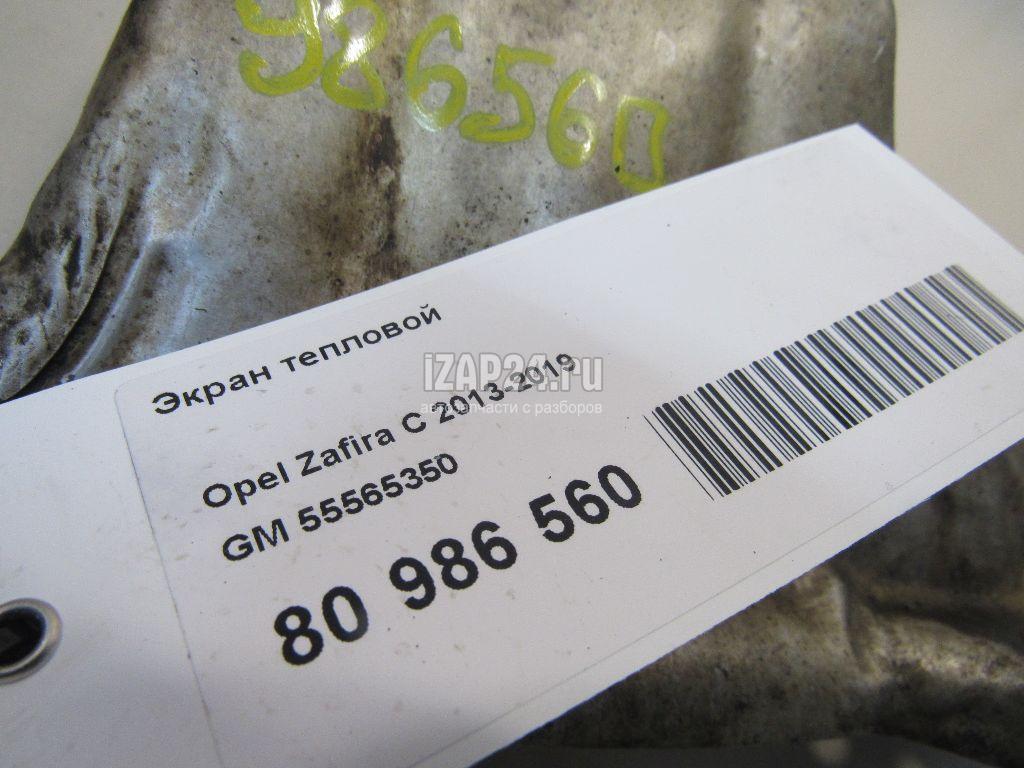 986560
Экран тепловой
iZAP24.ru
автозапчасти с разборов
Opel Zafira C 2013-2019
GM 55565350
80 986 560